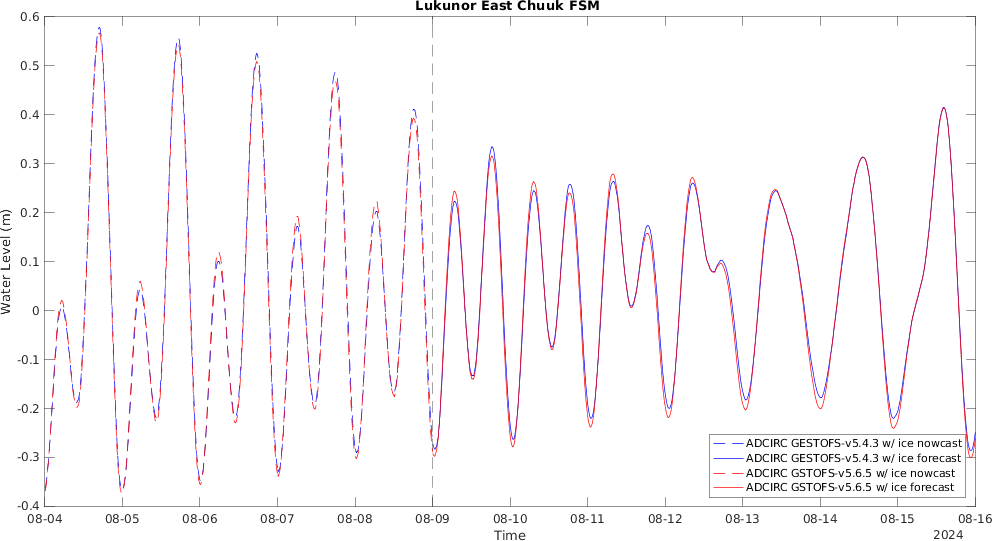 Lukunor East Chuuk FSM
0.6
0.5
0.4
0.3
0.2
0.1
0
-0.1
-0.2
-0.3
-0.4
Water Level (m)
ADCIRC GESTOFS-v5.4.3 w/ ice nowcast
ADCIRC GESTOFS-v5.4.3 w/ ice forecast
ADCIRC GSTOFS-v5.6.5 w/ ice nowcast
ADCIRC GSTOFS-v5.6.5 w/ ice forecast
08-04 08-05 08-06 08-07 08-08 08-09 08-10 08-11 08-12 08-13 08-14 08-15 08-16
Time
2024